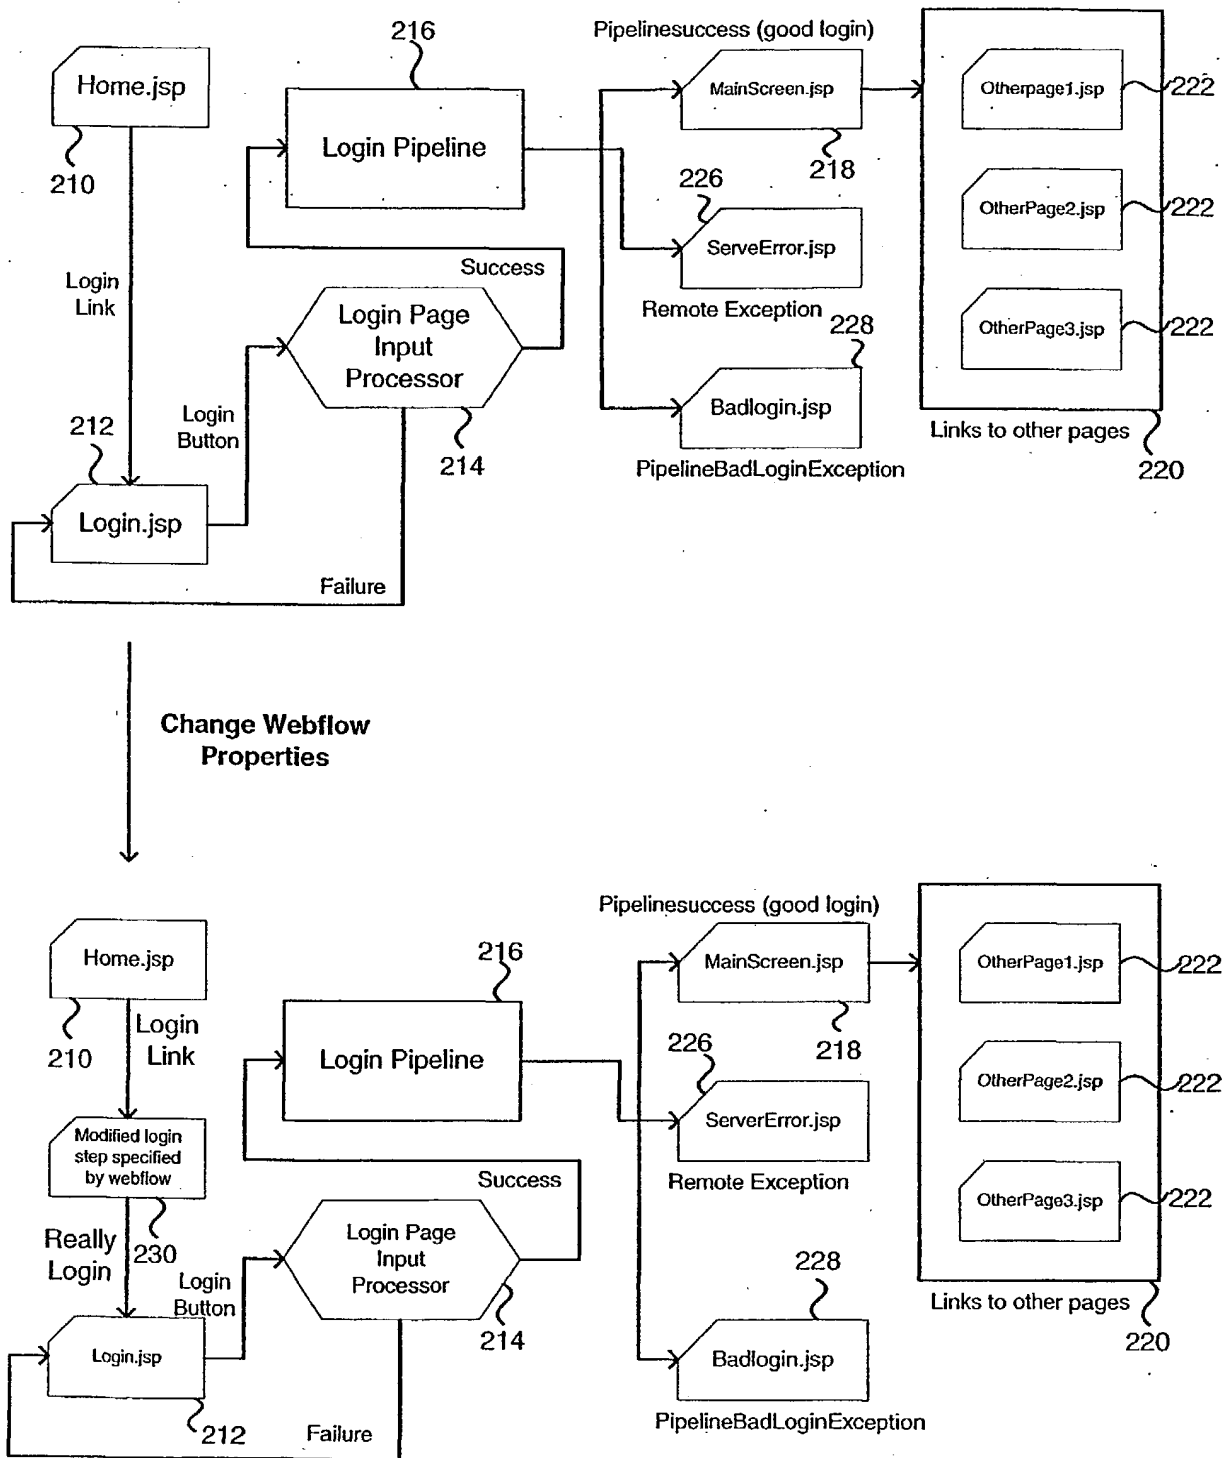 216
Pipelinesuccess (good login)
Home.jsp
MainScreen.jsp
Otherpage1.jsp
222
Login Pipeline
210
218
226
OtherPage2.jsp
222
ServeError.jsp
Success
Login
Link
Remote Exception
228
Login Page
Input
Processor
OtherPage3.jsp
222
Login
Button
212
Badlogin.jsp
Links to other pages
214
PipelineBadLoginException
220
Login.jsp
Failure
Change Webflow
Properties
Pipelinesuccess (good login)
Home.jsp
216
MainScreen.jsp
OtherPage1.jsp
222
Login
Link
210
Login Pipeline
226
218
OtherPage2.jsp
222
ServerError.jsp
Modified login
step specified
by webflow
Success
Remote Exception
OtherPage3.jsp
222
Really
Login
230
Login Page
Input
Processor
228
Login
Button
Links to other pages
214
220
Login.jsp
Badlogin.jsp
212
Failure
PipelineBadLoginException